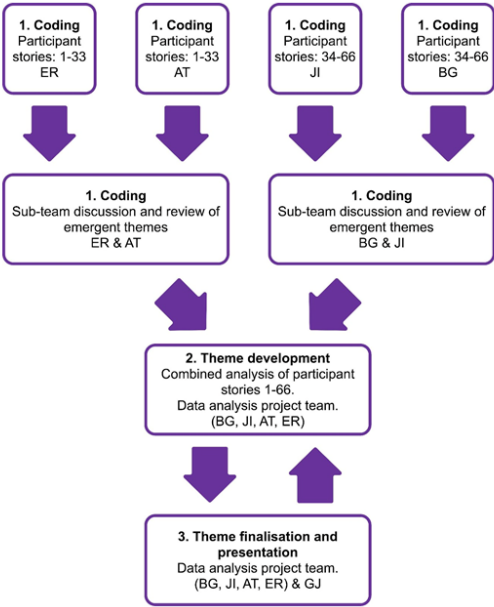 1. Coding
Participant
stories: 1-33
ER
1. Coding
Participant
stories: 1-33
AT
1. Coding
Participant
stories: 34-66
JI
1. Coding
Participant
stories: 34-66
BG
1. Coding
Sub-team discussion and review of
emergent themes
ER & AT
1. Coding
Sub-team discussion and review of
emergent themes
BG & JI
2. Theme development
Combined analysis of participant
stories 1-66.
Data analysis project team.
(BG, JI, AT, ER)
3. Theme finalisation and
presentation
Data analysis project team.
(BG, JI, AT, ER) & GJ